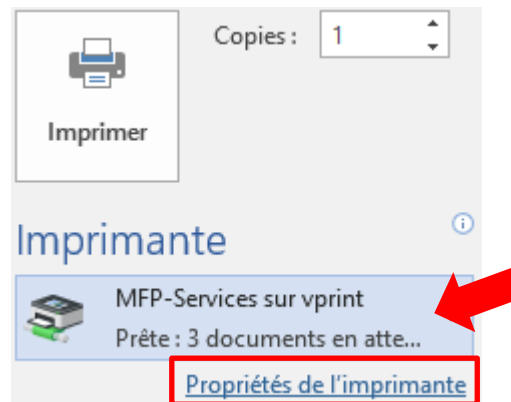 Copies : 1
Imprimer
Imprimante
MFP-Services sur vprint
Prête : 3 documents en atte...
Propriétés de l'imprimante